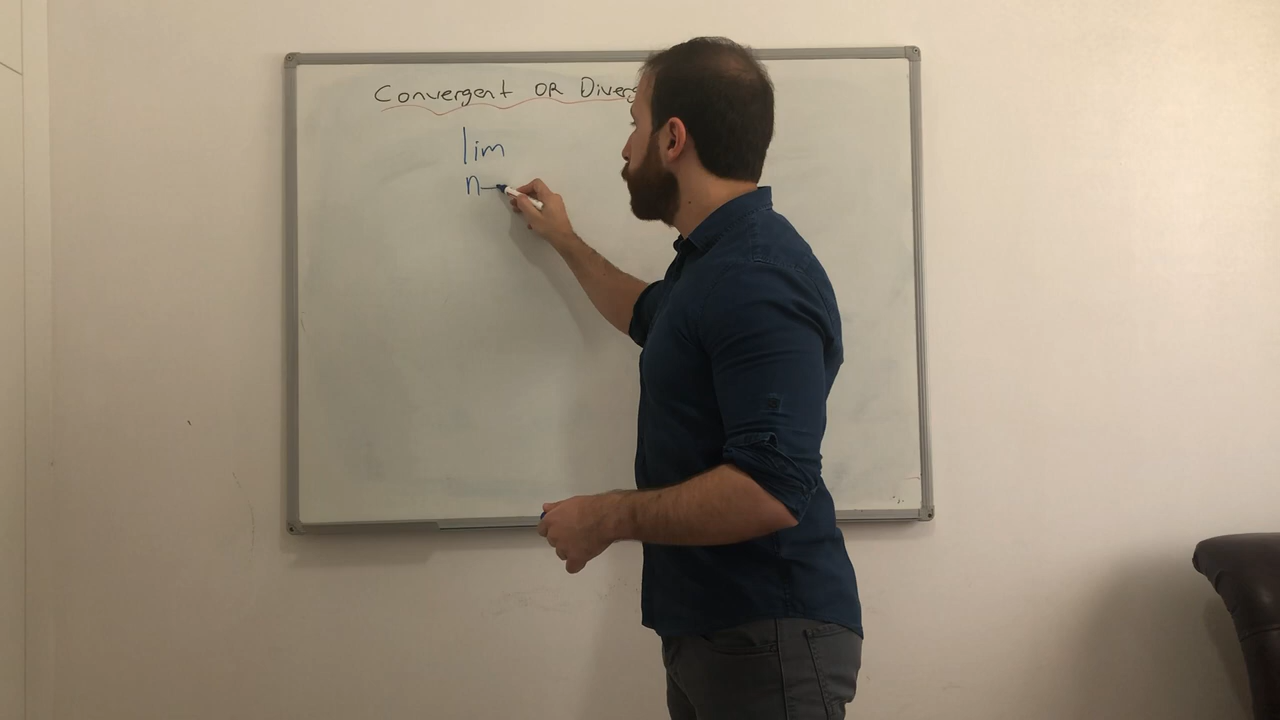 Convergent OR Diverg
lim
n→